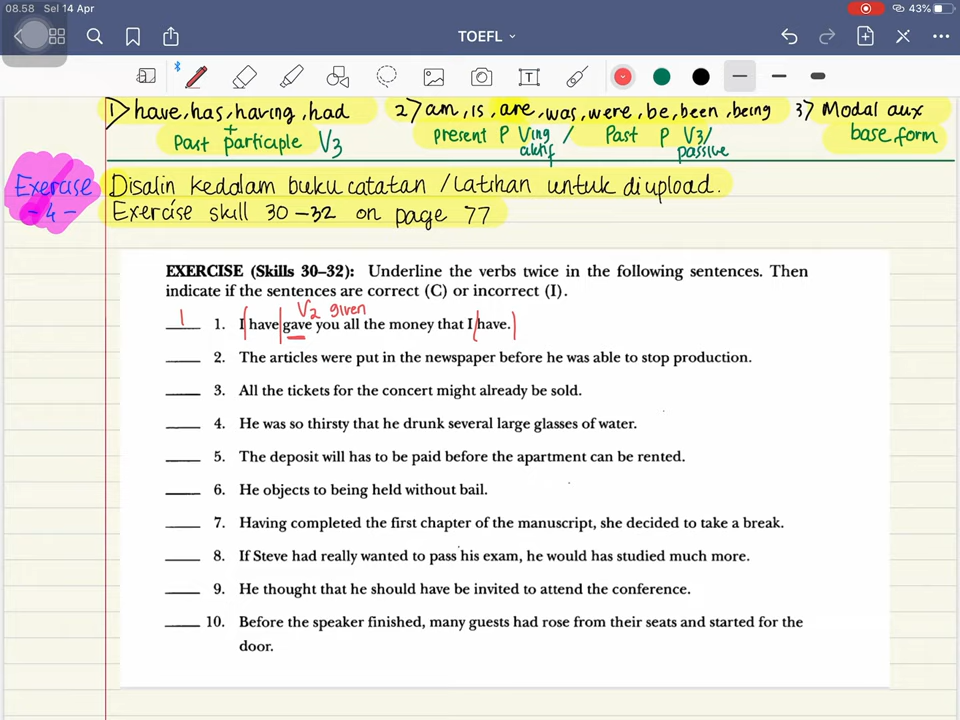 08.58 Sel 14 Apr 43%
TOEFL
1) have, has, having, had 2) am, is, are, was, were, be, been, being 3) Modal aux
+
Past participle V3 present P Ving / Past P V3/ base form
aktif passive
Exercise Disalin kedalam buku catatan / latihan untuk diupload.
-4- Exercise skill 30-32 on page 77
EXERCISE (Skills 30–32): Underline the verbs twice in the following sentences. Then
indicate if the sentences are correct (C) or incorrect (I).
V2 given
I 1. I have gave you all the money that I have.
2. The articles were put in the newspaper before he was able to stop production.
3. All the tickets for the concert might already be sold.
4. He was so thirsty that he drunk several large glasses of water.
5. The deposit will has to be paid before the apartment can be rented.
6. He objects to being held without bail.
7. Having completed the first chapter of the manuscript, she decided to take a break.
8. If Steve had really wanted to pass his exam, he would has studied much more.
9. He thought that he should have be invited to attend the conference.
10. Before the speaker finished, many guests had rose from their seats and started for the
door.